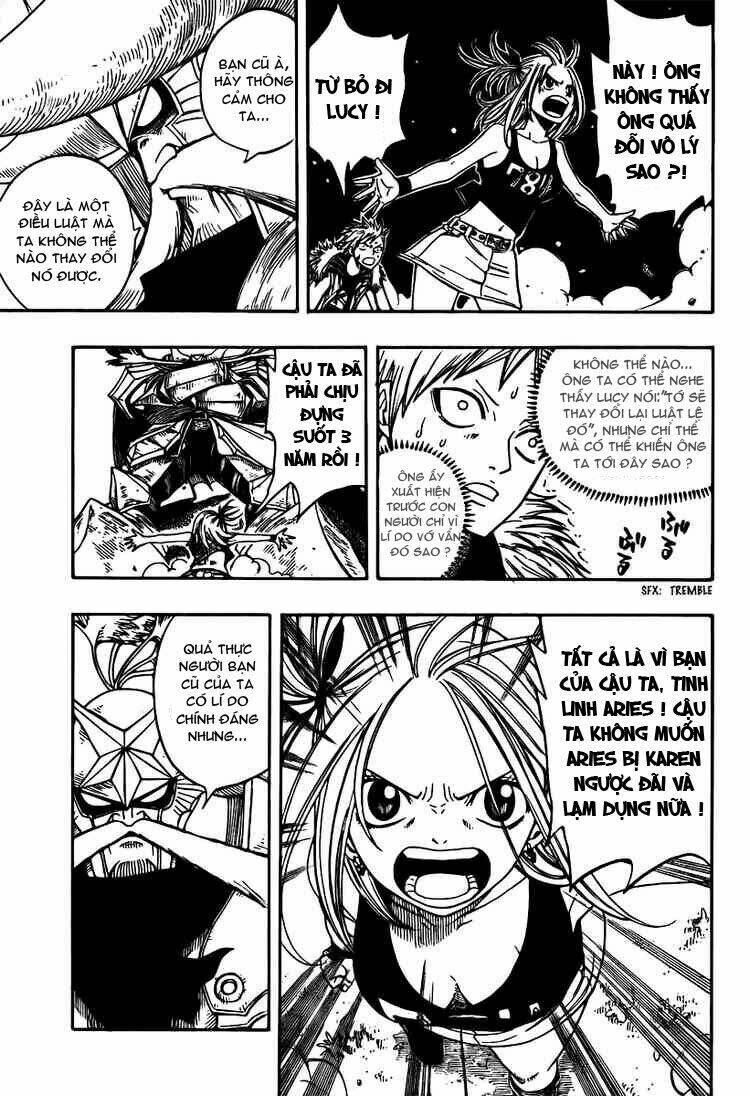 NÀY ! ÔNG
KHÔNG THẤY
ÔNG QUÁ
ĐỖI VÔ LÝ
SAO ?!
TỪ BỎ ĐI
LUCY !
BẠN CŨ À,
HÃY THÔNG
CẢM CHO
TA...
ĐÂY LÀ MỘT
ĐIỀU LUẬT MÀ
TA KHÔNG THỂ
NÀO THAY ĐỔI
NÓ ĐƯỢC.
78
KHÔNG THỂ NÀO...
ÔNG TA CÓ THỂ NGHE
THẤY LUCY NÓI:"TỚ SẼ
THAY ĐỔI LẠI LUẬT LỆ
ĐÓ", NHƯNG CHỈ THẾ
MÀ CÓ THỂ KHIẾN ÔNG
TA TỚI ĐÂY SAO ?
ÔNG ẤY
XUẤT HIỆN
TRƯỚC CON
NGƯỜI CHỈ VÌ
LÍ DO VỚ VẨN
ĐÓ SAO ?
SFX: TREMBLE
CẬU TA ĐÃ
PHẢI CHỊU
ĐỰNG
SUỐT 3
NĂM RỒI !
TẤT CẢ LÀ VÌ BẠN
CỦA CẬU TA, TINH
LINH ARIES ! CẬU
TA KHÔNG MUỐN
ARIES BỊ KAREN
NGƯỢC ĐÃI VÀ
LẠM DỤNG NỮA !
QUẢ THỰC
NGƯỜI BẠN
CŨ CỦA TA
CÓ LÍ DO
CHÍNH ĐÁNG
NHƯNG...